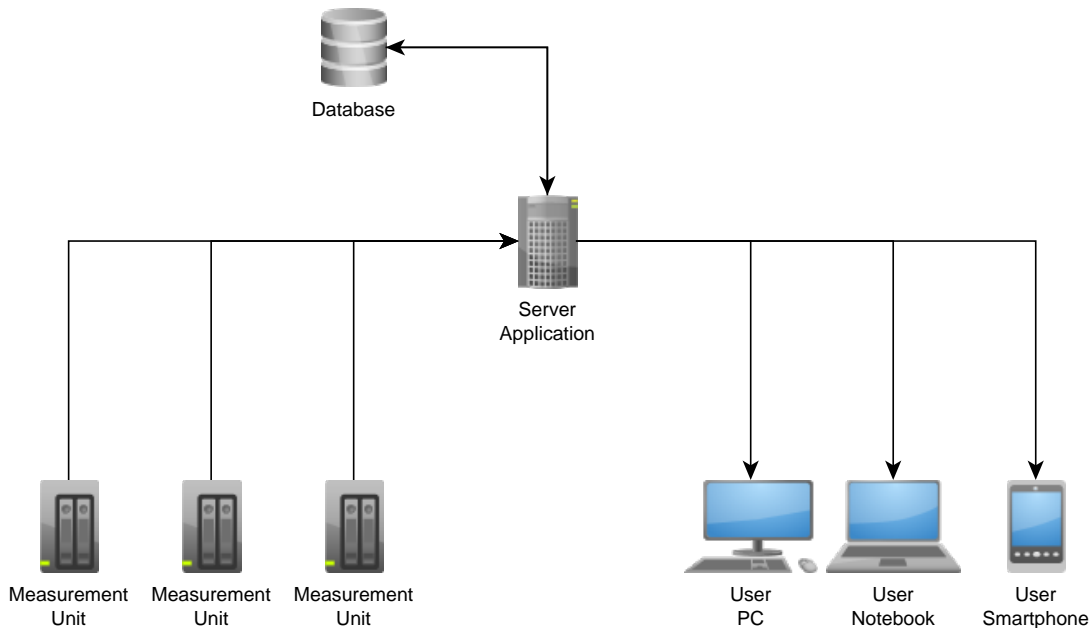 Database
Server
Application
Measurement
Unit
Measurement
Unit
Measurement
Unit
User
PC
User
Notebook
User
Smartphone